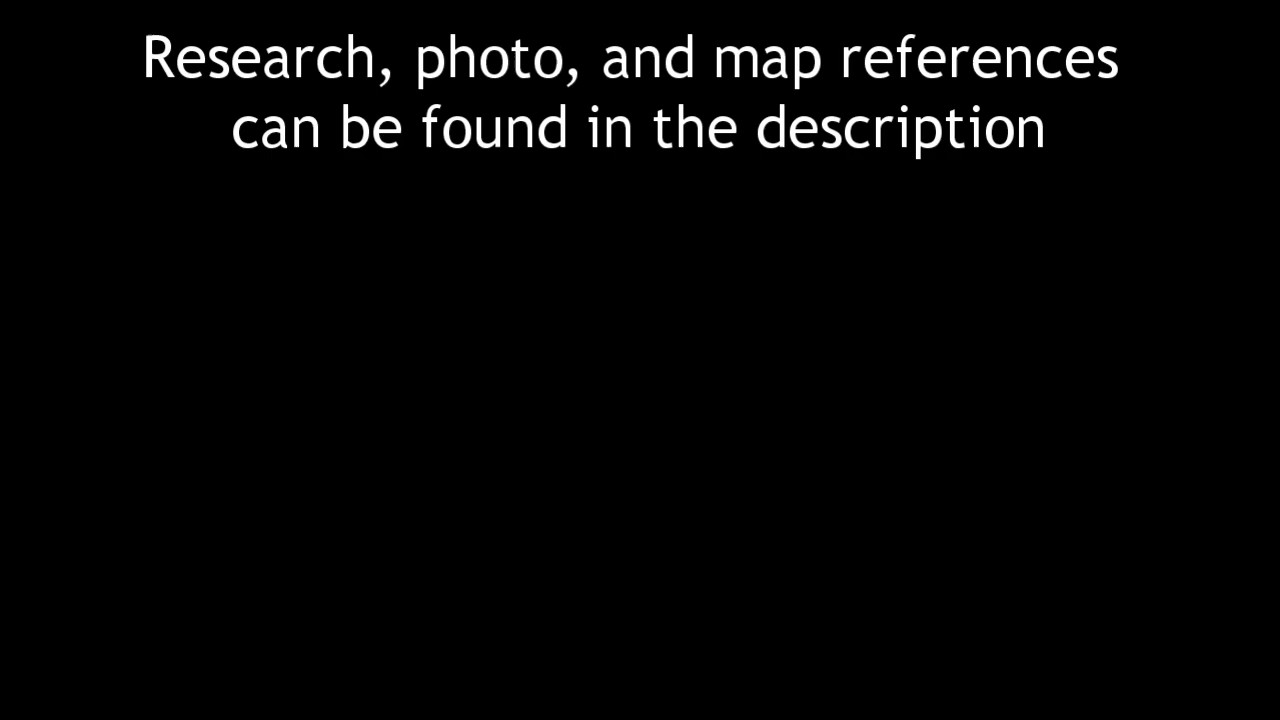 Research, photo, and map references
can be found in the description